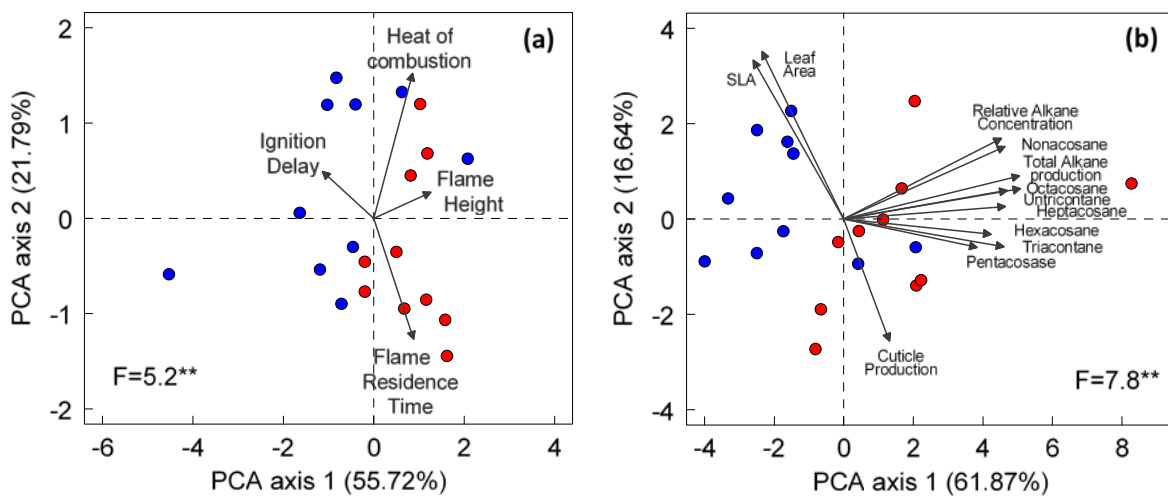 (a)
2
1
0
-1
-2
PCA axis 2 (21.79%)
Heat of
combustion
Ignition
Delay
Flame
Height
Flame
Residence
Time
F=5.2**
-6
-4
-2
0
2
4
PCA axis 1 (55.72%)
(b)
4
2
0
-2
-4
PCA axis 2 (16.64%)
Leaf
Area
SLA
Relative Alkane
Concentration
Nonacosane
Total Alkane
production
Octacosane
Untricontane
Heptacosane
Hexacosane
Triacontane
Pentacosase
Cuticle
Production
F=7.8**
-4
-2
0
2
4
6
8
PCA axis 1 (61.87%)